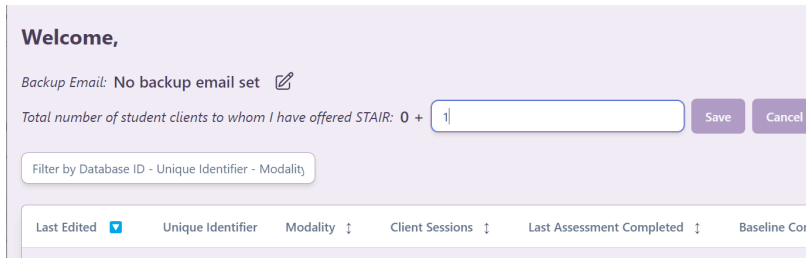 Welcome,
Backup Email: No backup email set
Total number of student clients to whom I have offered STAIR: 0 + 1 Save Cancel
Filter by Database ID - Unique Identifier - Modality
Last Edited Unique Identifier Modality Client Sessions Last Assessment Completed Baseline Con